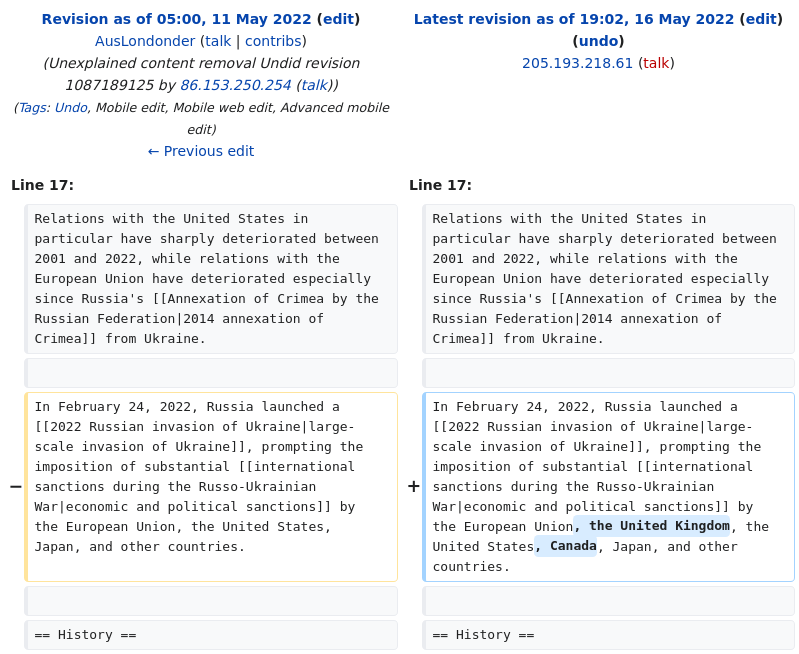 Revision as of 05:00, 11 May 2022 (edit)
AusLondonder (talk | contribs)
(Unexplained content removal Undid revision
1087189125 by 86.153.250.254 (talk))
(Tags: Undo, Mobile edit, Mobile web edit, Advanced mobile
edit)
← Previous edit
Latest revision as of 19:02, 16 May 2022 (edit)
(undo)
205.193.218.61 (talk)
Line 17:
Relations with the United States in
particular have sharply deteriorated between
2001 and 2022, while relations with the
European Union have deteriorated especially
since Russia's [[Annexation of Crimea by the
Russian Federation|2014 annexation of
Crimea]] from Ukraine.
− In February 24, 2022, Russia launched a
[[2022 Russian invasion of Ukraine|large-
scale invasion of Ukraine]], prompting the
imposition of substantial [[international
sanctions during the Russo-Ukrainian
War|economic and political sanctions]] by
the European Union, the United States,
Japan, and other countries.
== History ==
Line 17:
Relations with the United States in
particular have sharply deteriorated between
2001 and 2022, while relations with the
European Union have deteriorated especially
since Russia's [[Annexation of Crimea by the
Russian Federation|2014 annexation of
Crimea]] from Ukraine.
+ In February 24, 2022, Russia launched a
[[2022 Russian invasion of Ukraine|large-
scale invasion of Ukraine]], prompting the
imposition of substantial [[international
sanctions during the Russo-Ukrainian
War|economic and political sanctions]] by
the European Union, the United Kingdom, the
United States, Canada, Japan, and other
countries.
== History ==